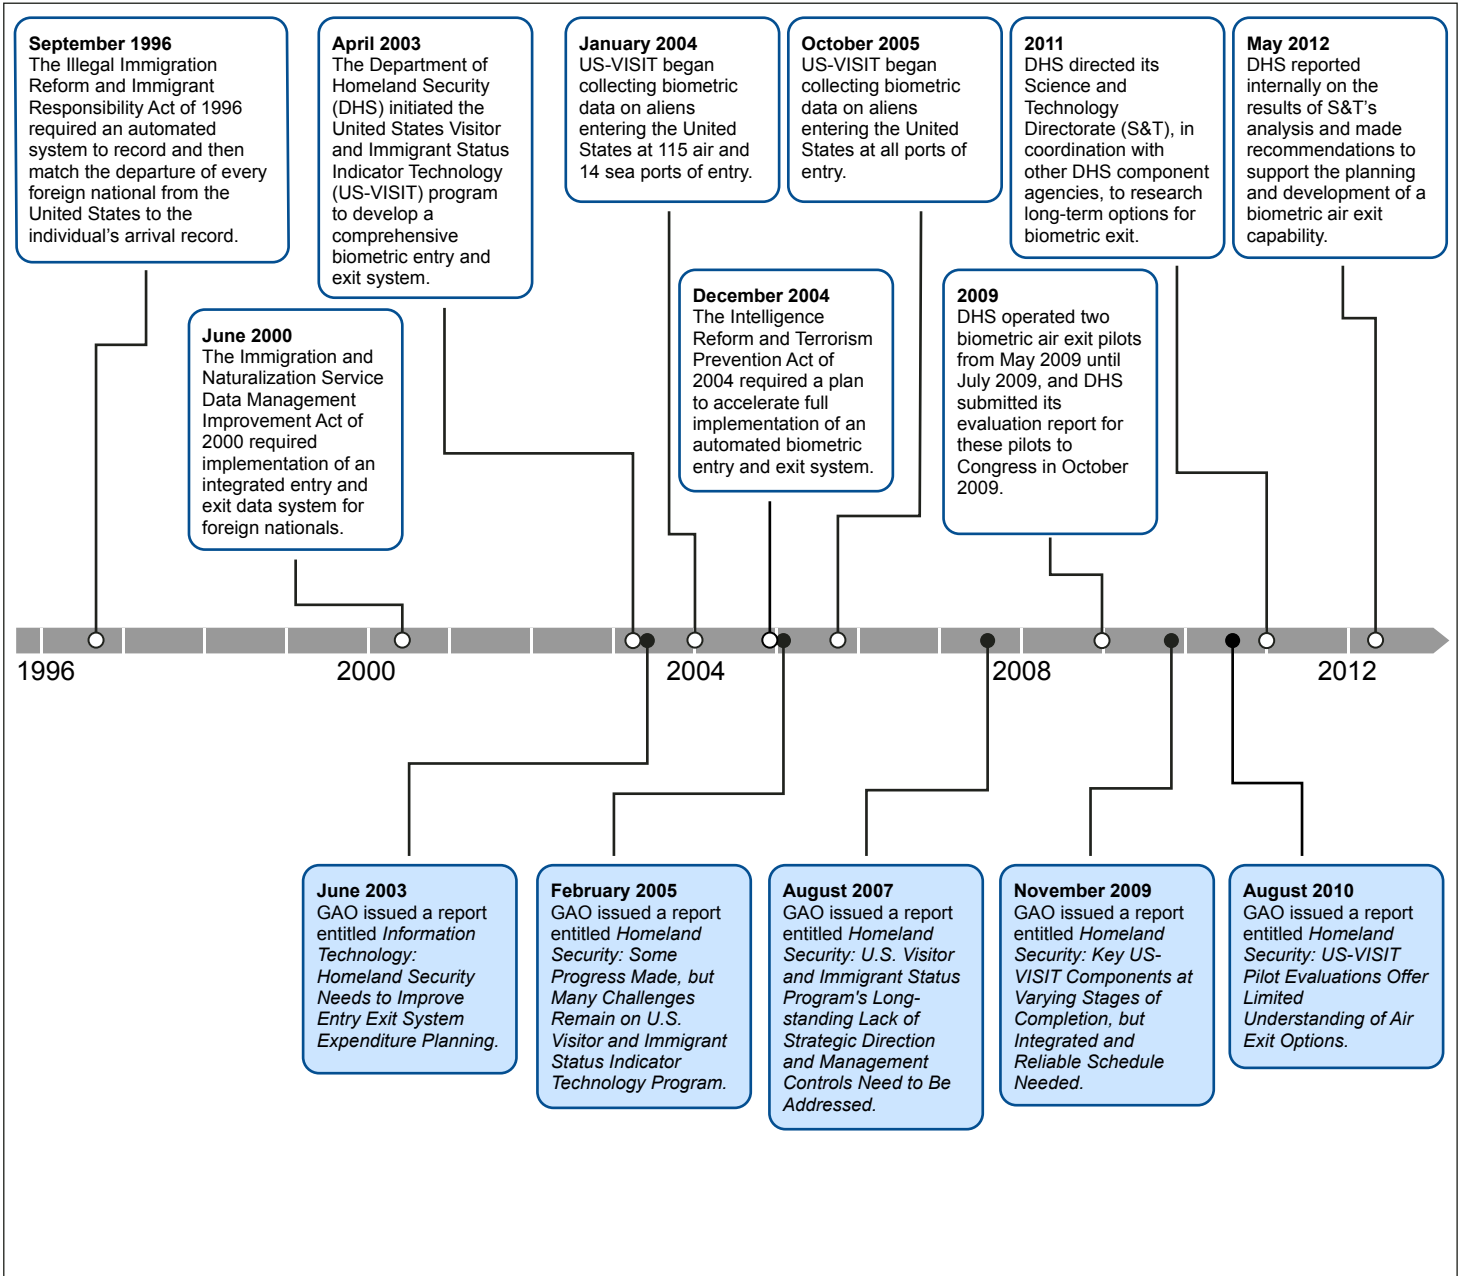 September 1996
The Illegal Immigration
Reform and Immigrant
Responsibility Act of 1996
required an automated
system to record and then
match the departure of every
foreign national from the
United States to the
individual’s arrival record.
April 2003
The Department of
Homeland Security
(DHS) initiated the
United States Visitor
and Immigrant Status
Indicator Technology
(US-VISIT) program
to develop a
comprehensive
biometric entry and
exit system.
January 2004
US-VISIT began
collecting biometric
data on aliens
entering the United
States at 115 air and
14 sea ports of entry.
October 2005
US-VISIT began
collecting biometric
data on aliens
entering the United
States at all ports of
entry.
2011
DHS directed its
Science and
Technology
Directorate (S&T), in
coordination with
other DHS component
agencies, to research
long-term options for
biometric exit.
May 2012
DHS reported
internally on the
results of S&T’s
analysis and made
recommendations to
support the planning
and development of a
biometric air exit
capability.
June 2000
The Immigration and
Naturalization Service
Data Management
Improvement Act of
2000 required
implementation of an
integrated entry and
exit data system for
foreign nationals.
December 2004
The Intelligence
Reform and Terrorism
Prevention Act of
2004 required a plan
to accelerate full
implementation of an
automated biometric
entry and exit system.
2009
DHS operated two
biometric air exit pilots
from May 2009 until
July 2009, and DHS
submitted its
evaluation report for
these pilots to
Congress in October
2009.
1996
2000
2004
2008
2012
June 2003
GAO issued a report
entitled Information
Technology:
Homeland Security
Needs to Improve
Entry Exit System
Expenditure Planning.
February 2005
GAO issued a report
entitled Homeland
Security: Some
Progress Made, but
Many Challenges
Remain on U.S.
Visitor and Immigrant
Status Indicator
Technology Program.
August 2007
GAO issued a report
entitled Homeland
Security: U.S. Visitor
and Immigrant Status
Program's Long-
standing Lack of
Strategic Direction
and Management
Controls Need to Be
Addressed.
November 2009
GAO issued a report
entitled Homeland
Security: Key US-
VISIT Components at
Varying Stages of
Completion, but
Integrated and
Reliable Schedule
Needed.
August 2010
GAO issued a report
entitled Homeland
Security: US-VISIT
Pilot Evaluations Offer
Limited
Understanding of Air
Exit Options.